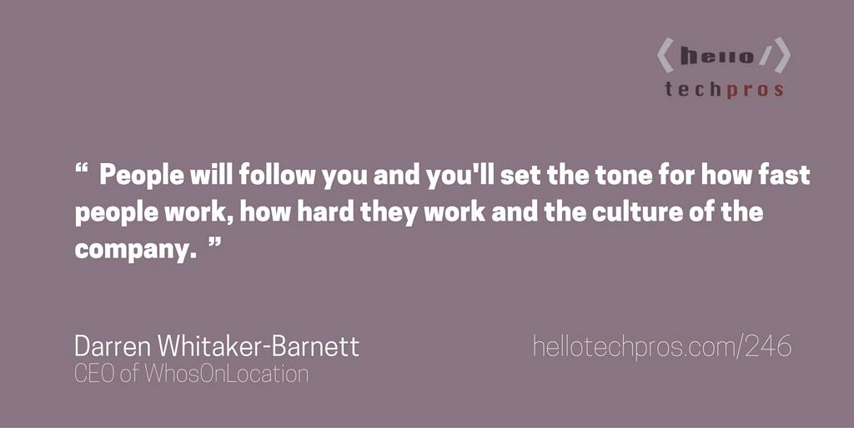 <hello/>
techpros
“ People will follow you and you'll set the tone for how fast
people work, how hard they work and the culture of the
company. ”
Darren Whitaker-Barnett
CEO of WhosOnLocation
hellotechpros.com/246